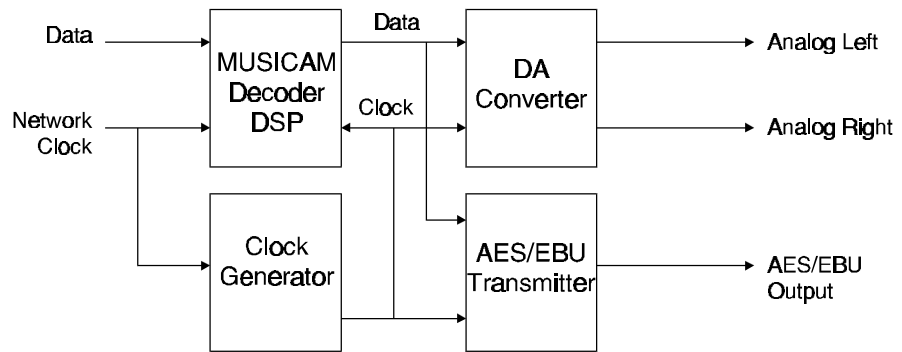 Data
MUSICAM
Decoder
DSP
Data
DA
Converter
Analog Left
Network
Clock
Clock
Analog Right
Clock
Generator
AES/EBU
Transmitter
AES/EBU
Output